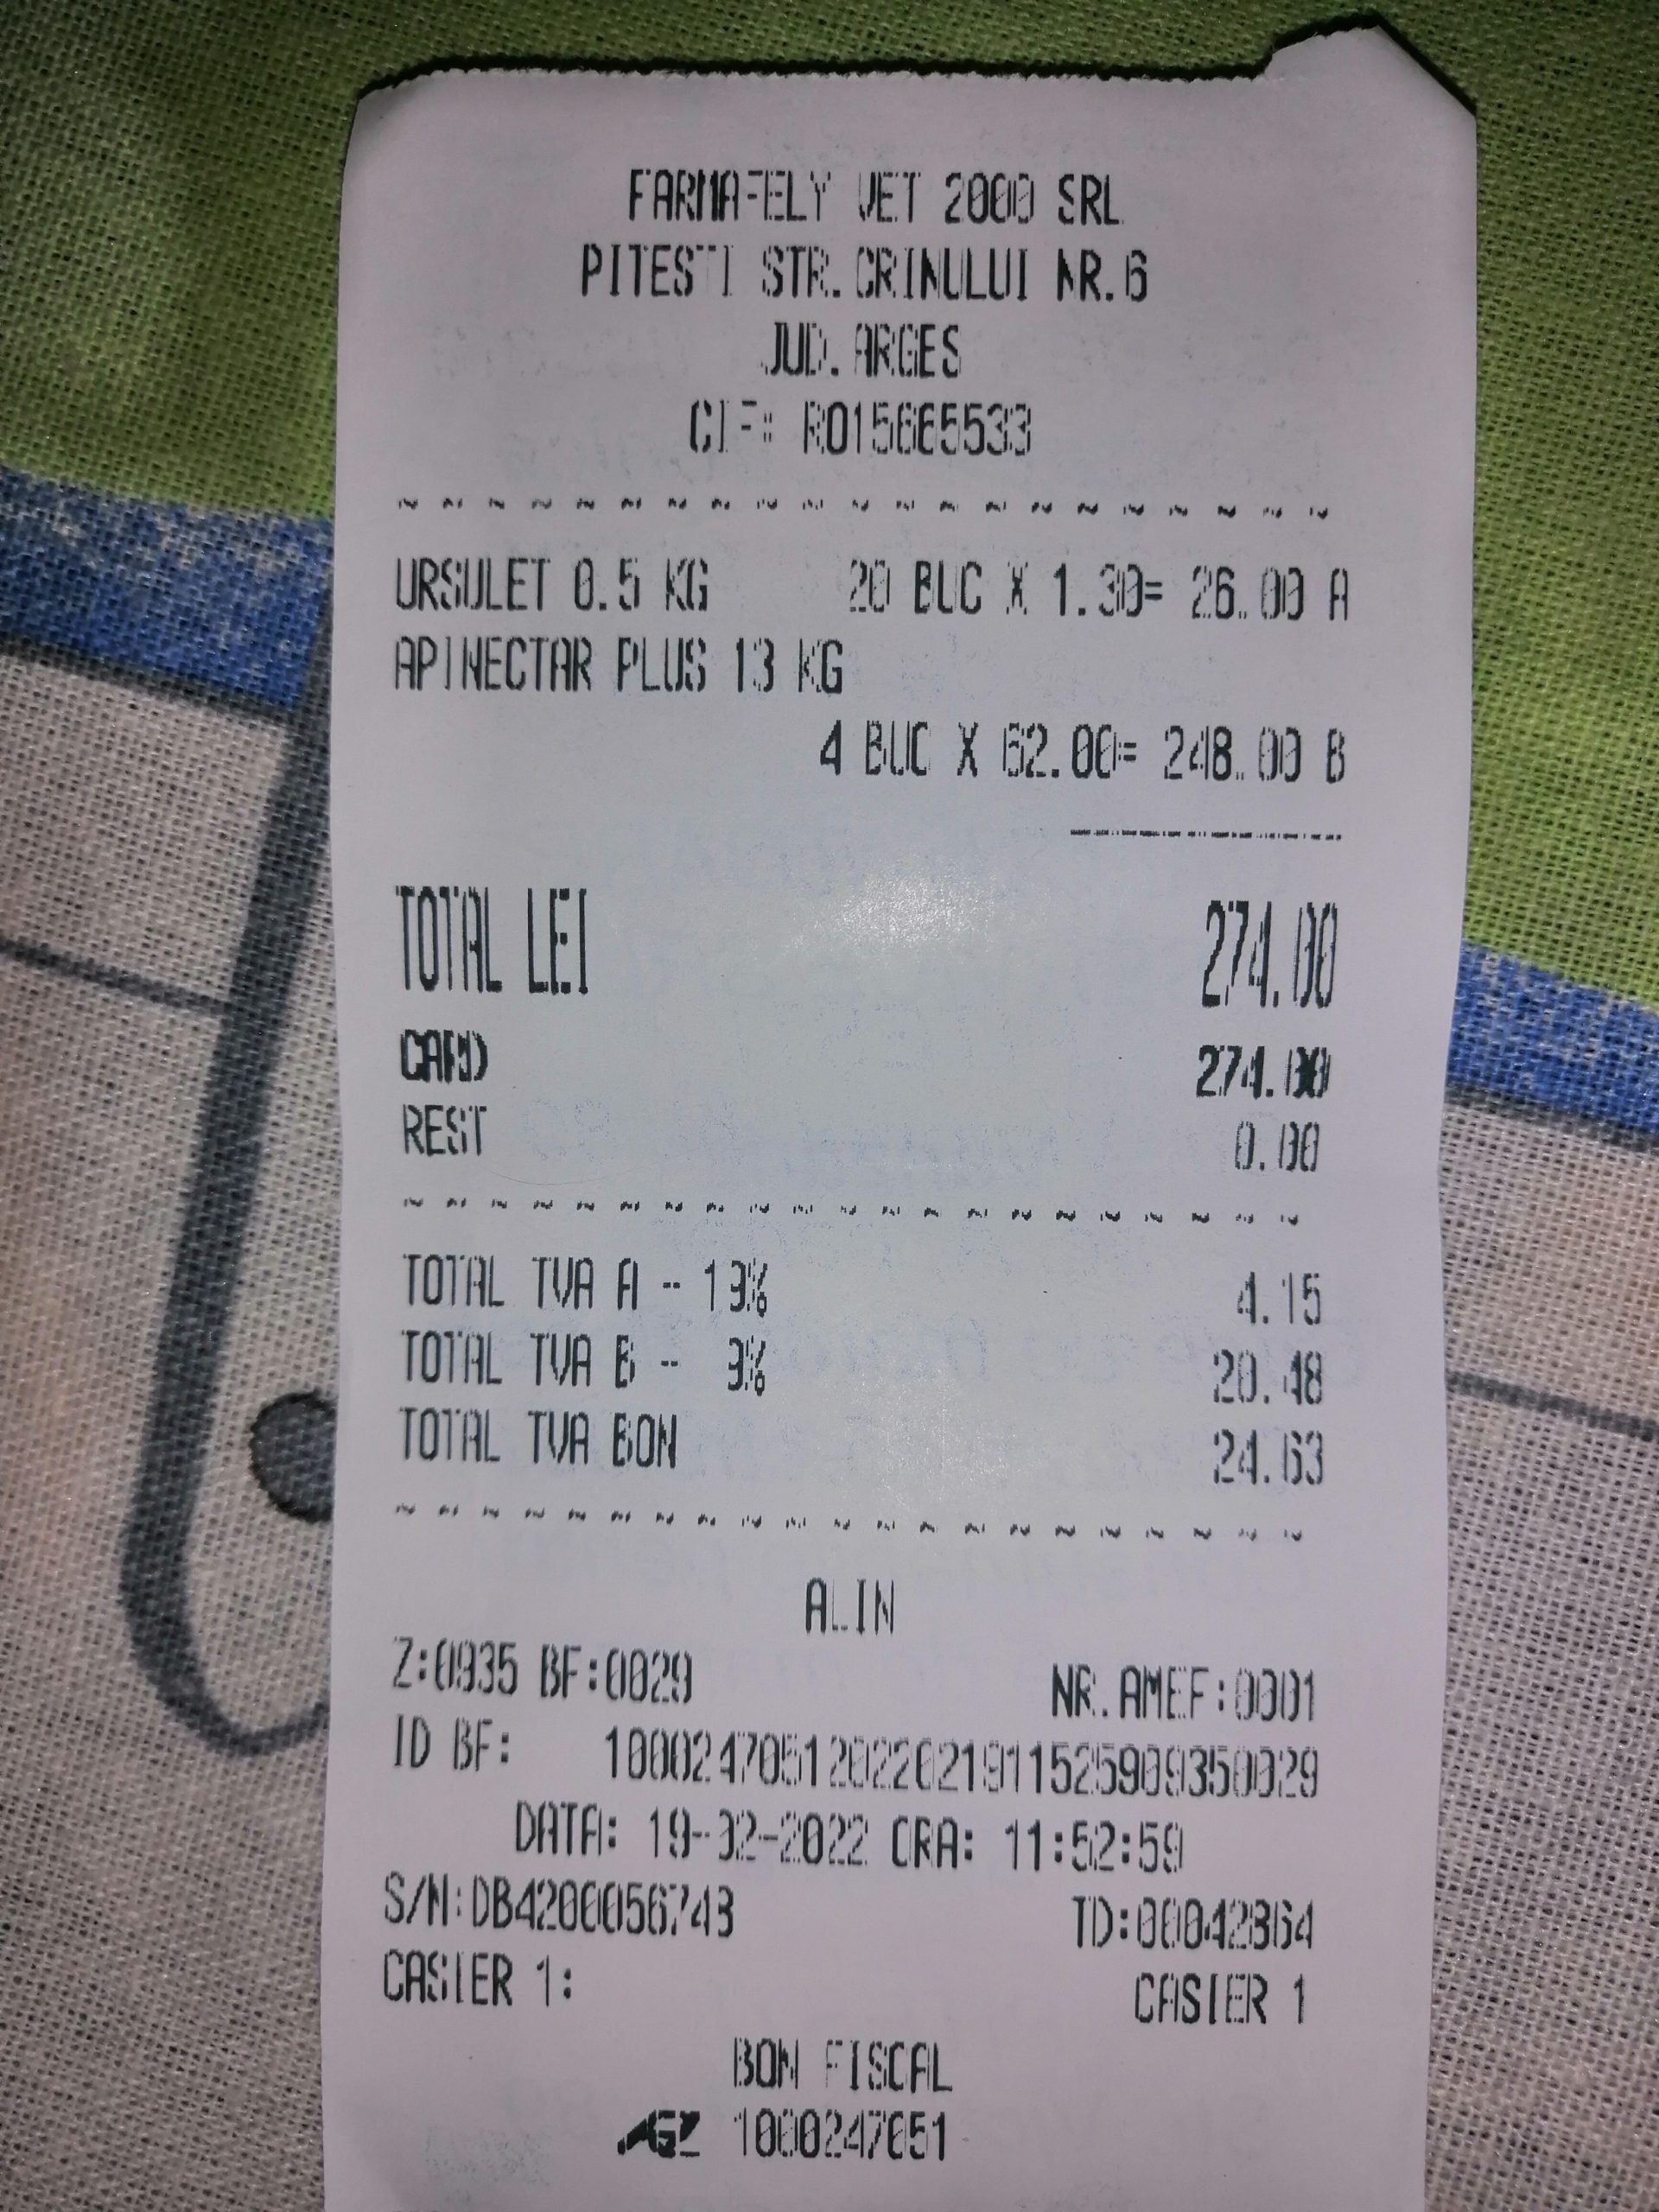 FARMAFELY VET 2000 SRL
PITESTI STR.CRINULUI NR.6
JUD.ARGES
CIF: RO15665533
URSULET 0.5 KG 20 BUC X 1.30= 26.00 A
APINECTAR PLUS 13 KG
4 BUC X 62.00= 248.00 B
TOTAL LEI 274.00
CARD 274.00
REST 0.00
TOTAL TVA A - 19% 4.15
TOTAL TVA B - 9% 20.48
TOTAL TVA BON 24.63
ALIN
Z:0935 BF:0029 NR.AMEF:0001
ID BF: 10002470512022021911525909350029
DATA: 19-02-2022 ORA: 11:52:59
S/N:DB4200056743 TD:00042864
CASIER 1: CASIER 1
BON FISCAL
1000247051